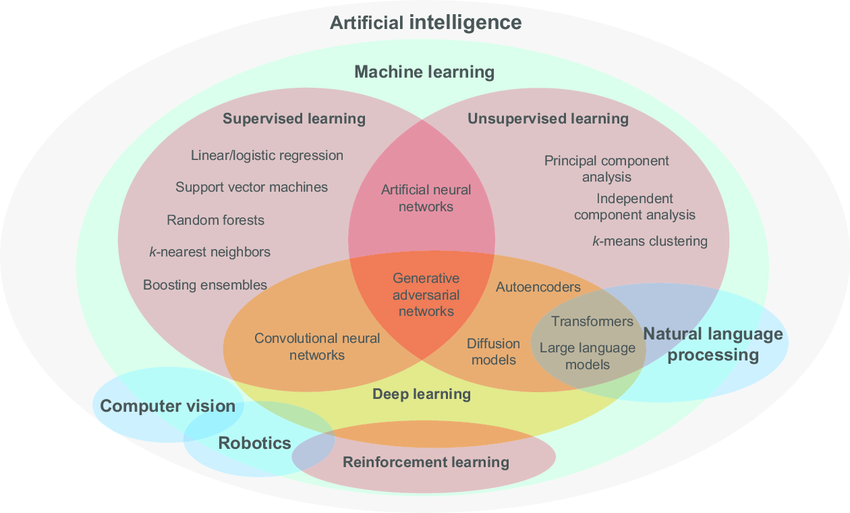 Artificial intelligence
Machine learning
Supervised learning
Linear/logistic regression
Support vector machines
Random forests
k-nearest neighbors
Boosting ensembles
Unsupervised learning
Principal component
analysis
Independent
component analysis
k-means clustering
Artificial neural
networks
Generative
adversarial
networks
Autoencoders
Convolutional neural
networks
Diffusion
models
Transformers
Large language
models
Natural language
processing
Deep learning
Computer vision
Robotics
Reinforcement learning